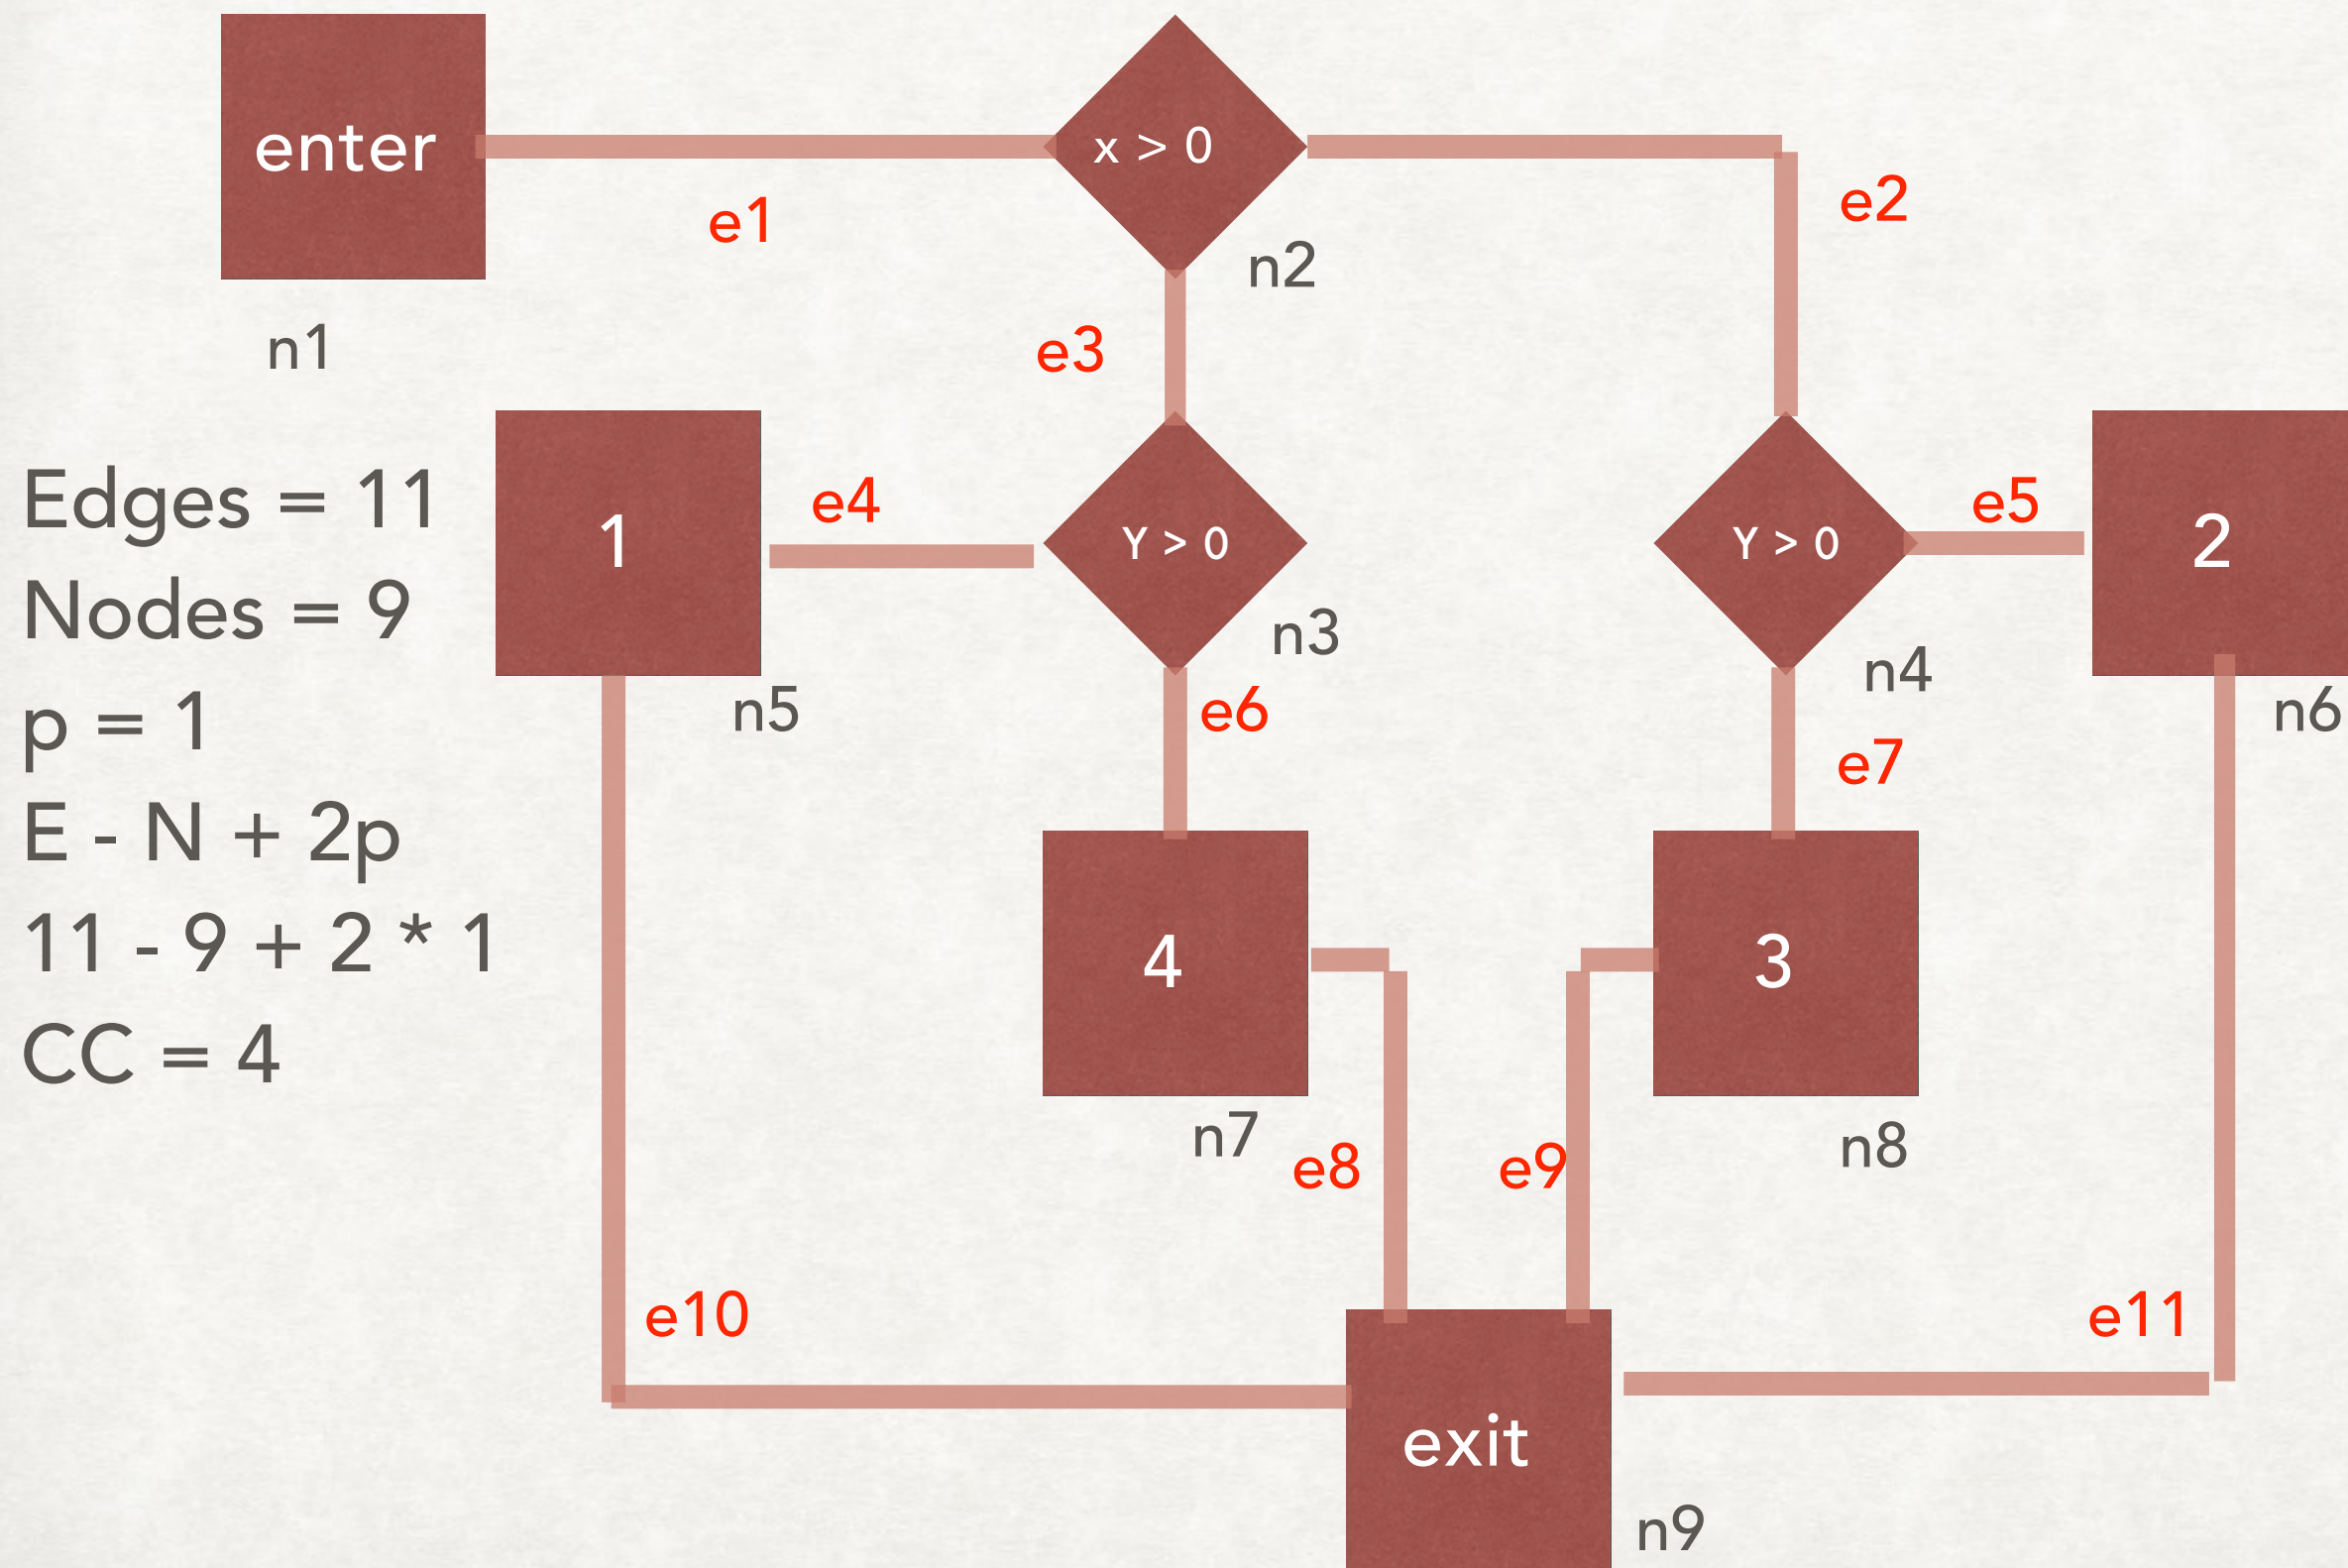 enter
x > 0
e1
e2
n2
n1
e3
Edges = 11
Nodes = 9
p = 1
E - N + 2p
11 - 9 + 2 * 1
CC = 4
1
e4
Y > 0
Y > 0
e5
2
n3
n4
n5
e6
n6
e7
4
3
n7
n8
e8
e9
e10
e11
exit
n9